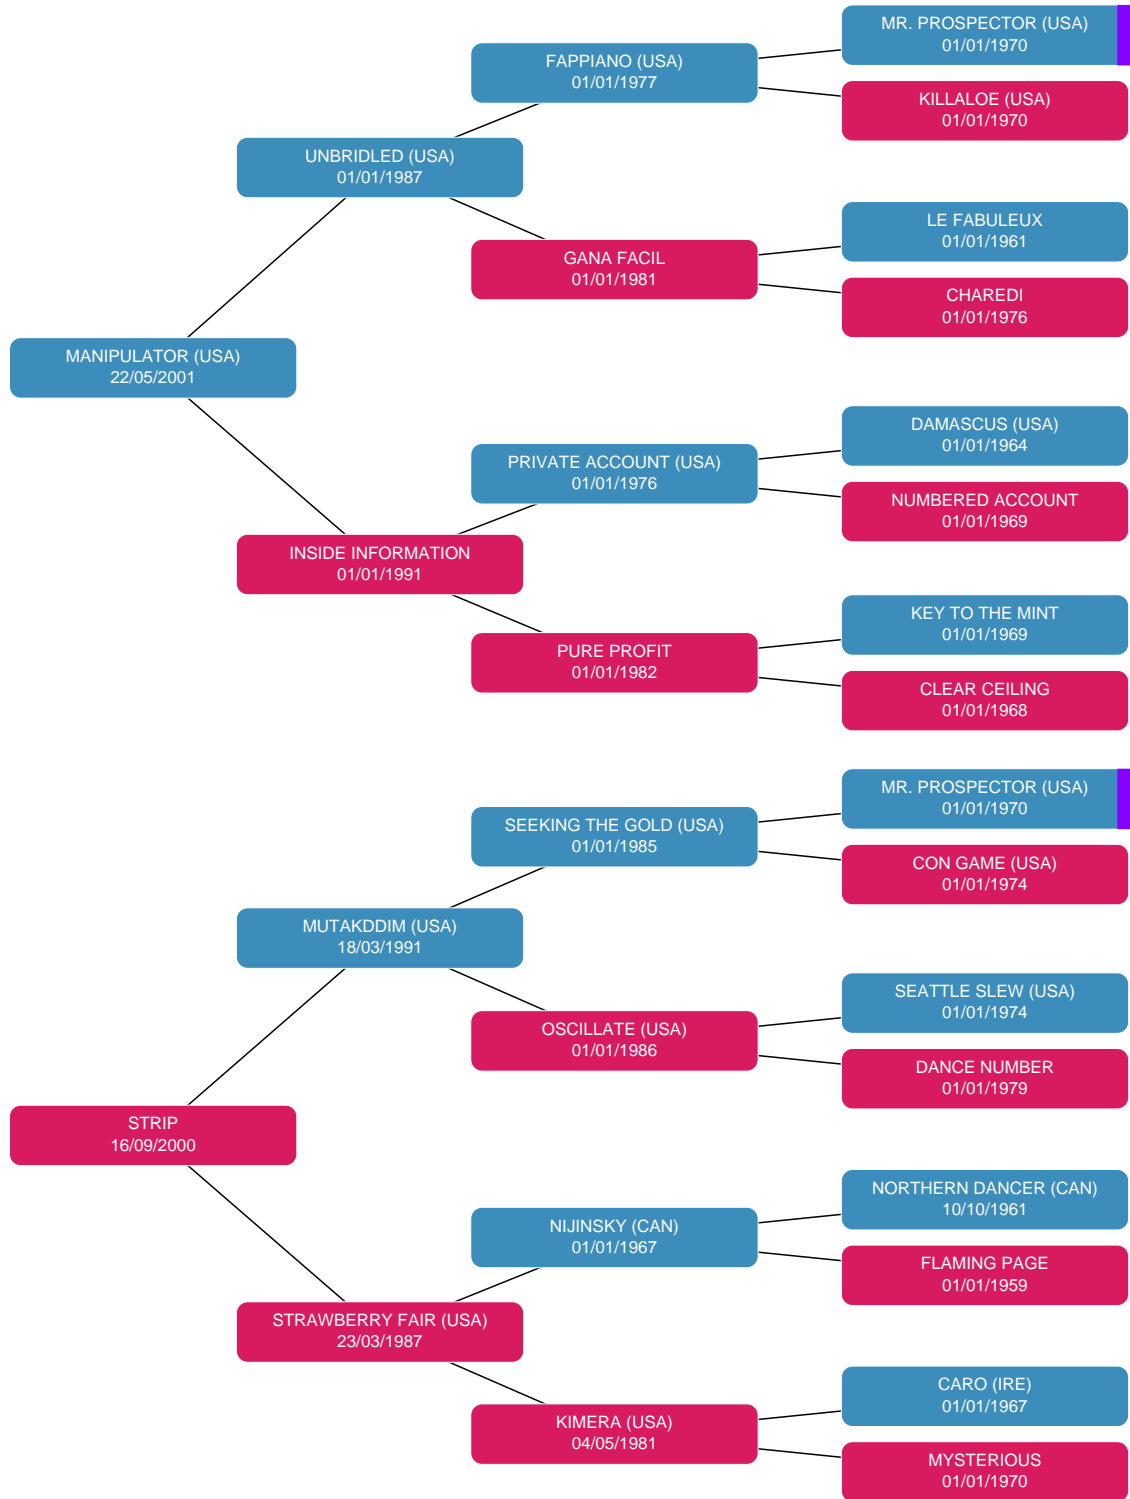 MR. PROSPECTOR (USA)
01/01/1970
FAPPIANO (USA)
01/01/1977
KILLALOE (USA)
01/01/1970
UNBRIDLED (USA)
01/01/1987
LE FABULEUX
01/01/1961
GANA FACIL
01/01/1981
CHAREDI
01/01/1976
MANIPULATOR (USA)
22/05/2001
DAMASCUS (USA)
01/01/1964
PRIVATE ACCOUNT (USA)
01/01/1976
NUMBERED ACCOUNT
01/01/1969
INSIDE INFORMATION
01/01/1991
KEY TO THE MINT
01/01/1969
PURE PROFIT
01/01/1982
CLEAR CEILING
01/01/1968
MR. PROSPECTOR (USA)
01/01/1970
SEEKING THE GOLD (USA)
01/01/1985
CON GAME (USA)
01/01/1974
MUTAKDDIM (USA)
18/03/1991
SEATTLE SLEW (USA)
01/01/1974
OSCILLATE (USA)
01/01/1986
DANCE NUMBER
01/01/1979
STRIP
16/09/2000
NORTHERN DANCER (CAN)
10/10/1961
NIJINSKY (CAN)
01/01/1967
FLAMING PAGE
01/01/1959
STRAWBERRY FAIR (USA)
23/03/1987
CARO (IRE)
01/01/1967
KIMERA (USA)
04/05/1981
MYSTERIOUS
01/01/1970